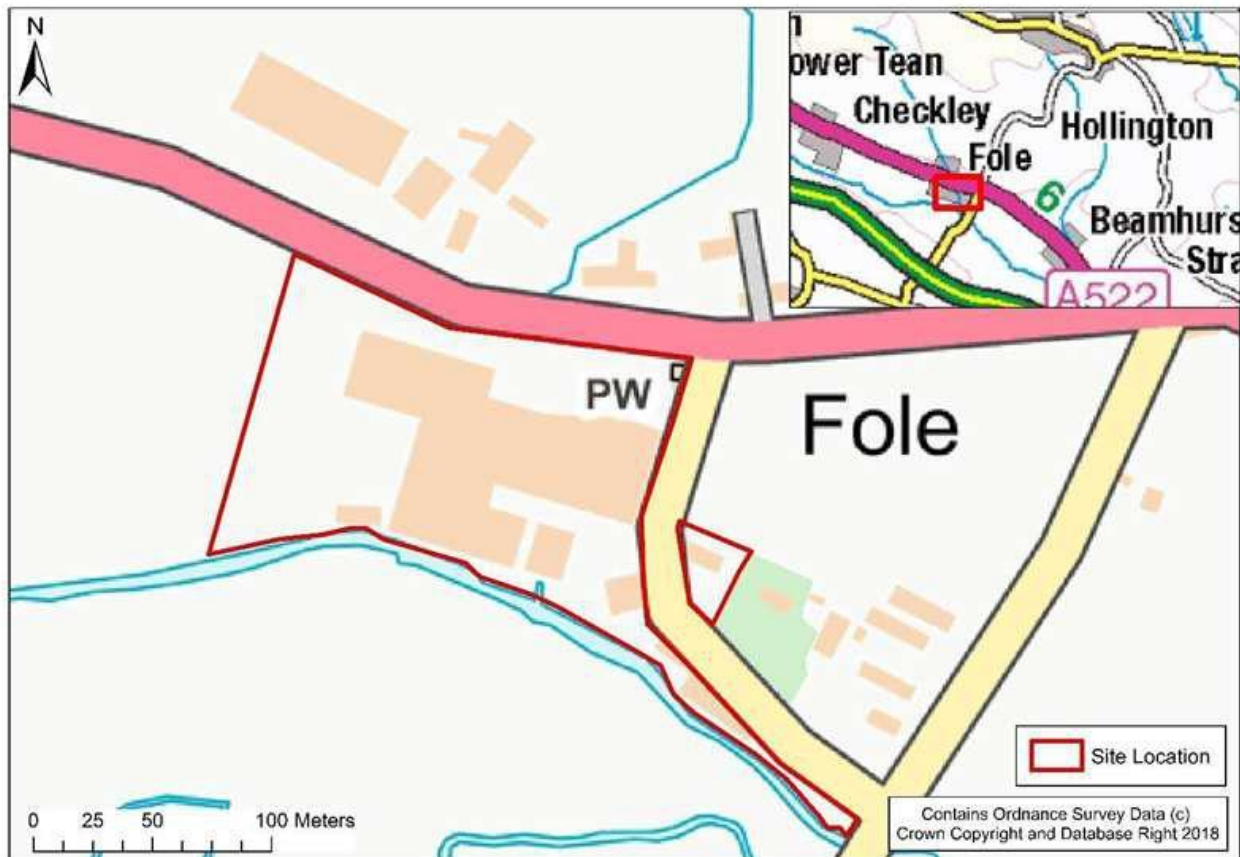 N
ower Tean
Checkley
Hollington
Fole
6
Beamhurs
Stra
A522
PW
Fole
Site Location
0 25 50 100 Meters
Contains Ordnance Survey Data (c)
Crown Copyright and Database Right 2018